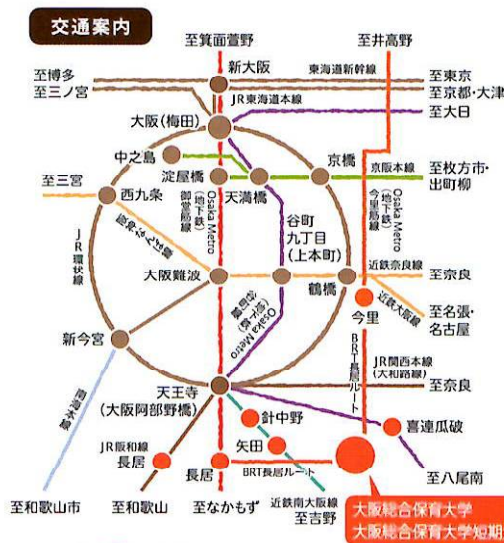 交通案内
至箕面萱野
至井高野
新大阪
東海道新幹線
至博多
至東京
至三ノ宮
至京都・大津
JR東海道本線
大阪(梅田)
至大日
中之島
京橋
京阪本線
至枚方市・
出町柳
淀屋橋
天満橋
至三宮
西九条
Osaka Metro
(地下鉄)
御堂筋線
谷町
九丁目
(上本町)
Osaka Metro
(地下鉄)
今里筋線
阪神なんば線
JR環状線
大阪難波
鶴橋
近鉄奈良線
至奈良
近鉄大阪線
至名張・
名古屋
今里
Osaka Metro
(地下鉄)
谷町線
新今宮
BRT長居ルート
JR関西本線
(大和路線)
至奈良
天王寺
(大阪阿部野橋)
南海本線
針中野
喜連瓜破
矢田
JR阪和線
長居
長居
BRT長居ルート
至八尾南
至和歌山市
至和歌山
至なかもず
近鉄南大阪線
至吉野
大阪総合保育大学
大阪総合保育大学短期